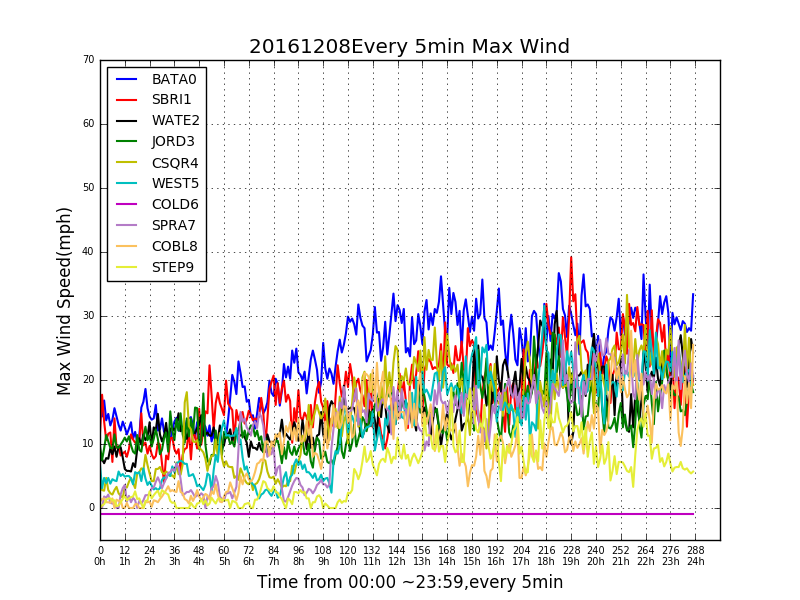 20161208Every 5min Max Wind
70
60
50
40
30
20
10
0
Max Wind Speed(mph)
BATA0
SBRI1
WATE2
JORD3
CSQR4
WEST5
COLD6
SPRA7
COBL8
STEP9
0 12 24 36 48 60 72 84 96 108 120 132 144 156 168 180 192 204 216 228 240 252 264 276 288
0h 1h 2h 3h 4h 5h 6h 7h 8h 9h 10h 11h 12h 13h 14h 15h 16h 17h 18h 19h 20h 21h 22h 23h 24h
Time from 00:00 ~23:59,every 5min